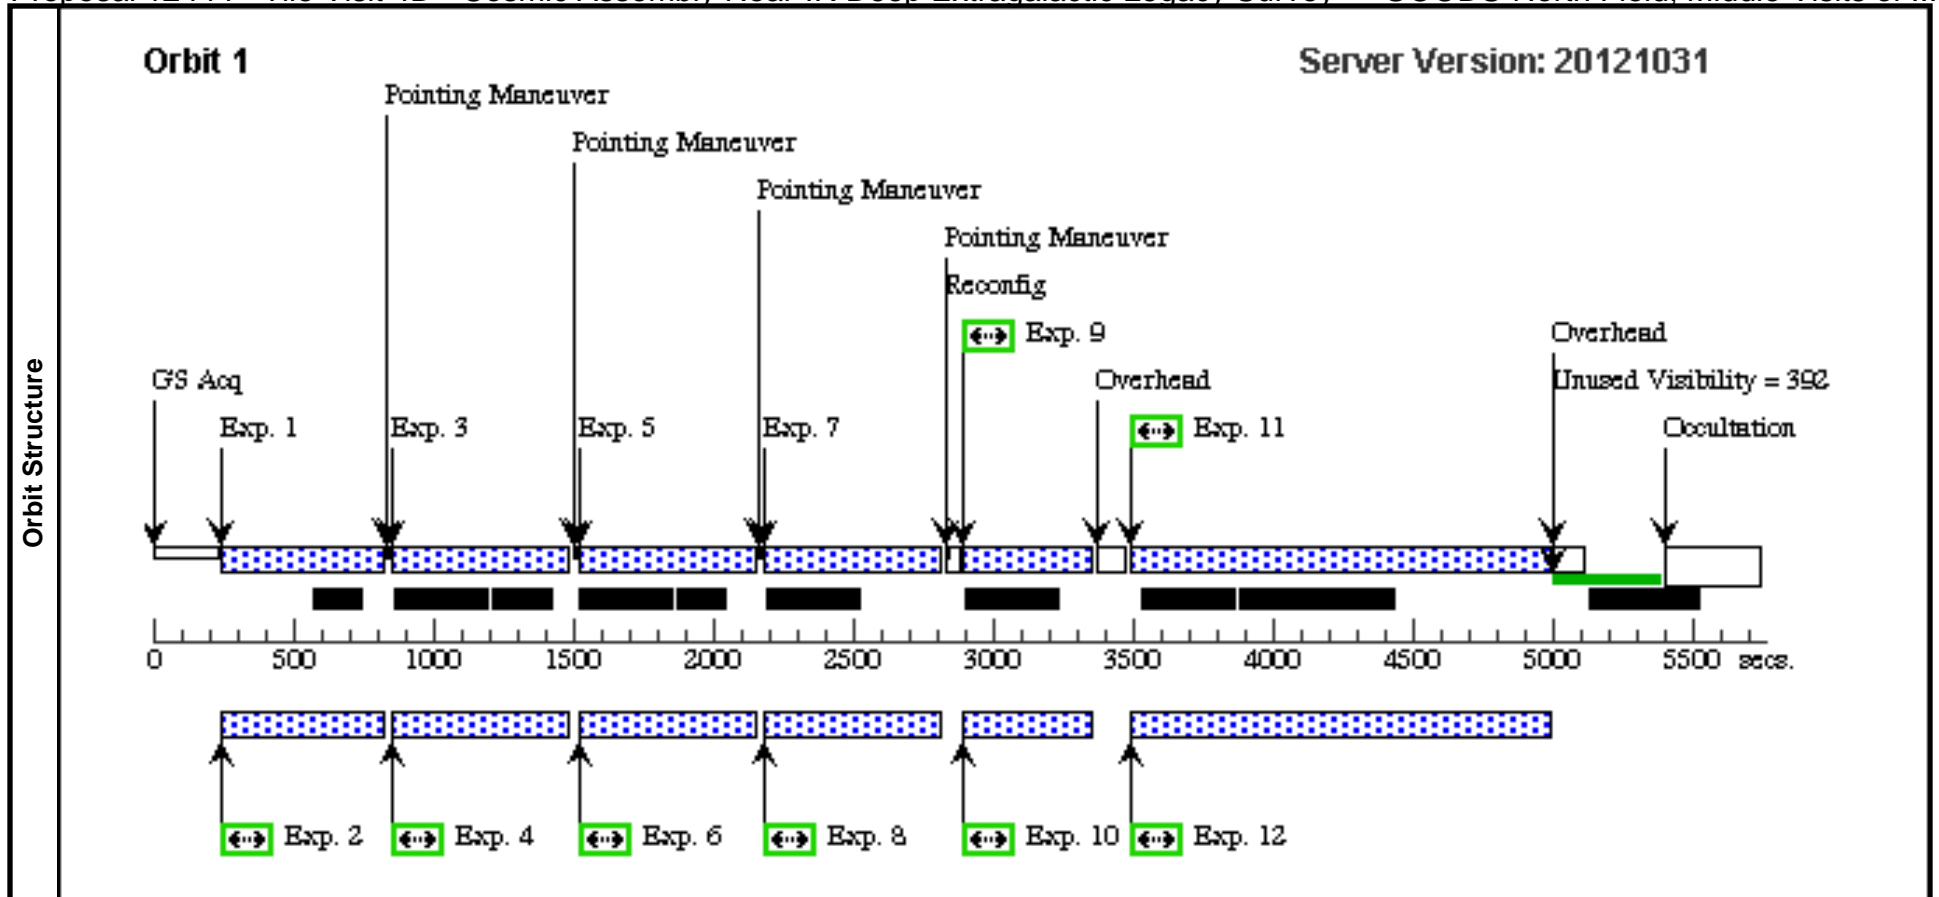 Orbit 1
Server Version: 20121031
Pointing Maneuver
Pointing Maneuver
Pointing Maneuver
Pointing Maneuver
Reconfig
Exp. 9
Overhead
GS Acq
Overhead
Unused Visibility = 392
Exp. 1
Exp. 3
Exp. 5
Exp. 7
Exp. 11
Occultation
Orbit Structure
0 500 1000 1500 2000 2500 3000 3500 4000 4500 5000 5500 secs.
Exp. 2
Exp. 4
Exp. 6
Exp. 8
Exp. 10
Exp. 12